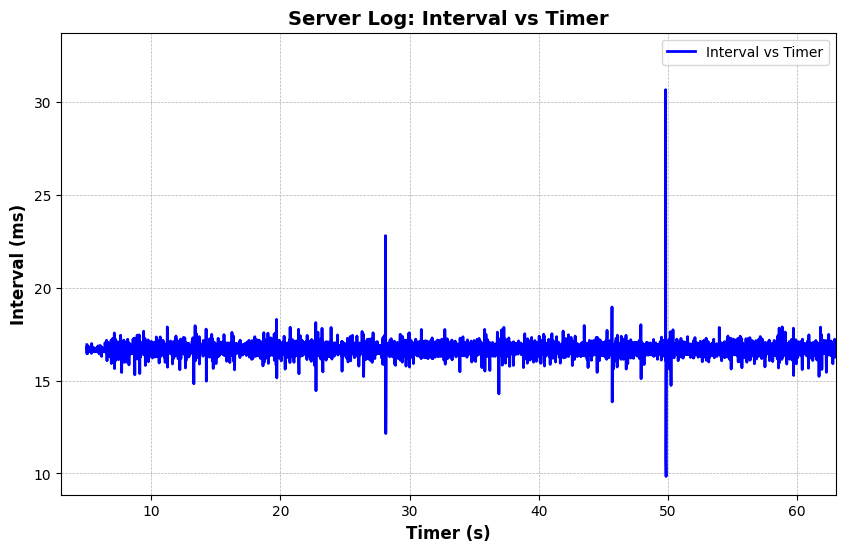 Server Log: Interval vs Timer
Interval vs Timer
Interval (ms)
30
25
20
15
10
10 20 30 40 50 60
Timer (s)